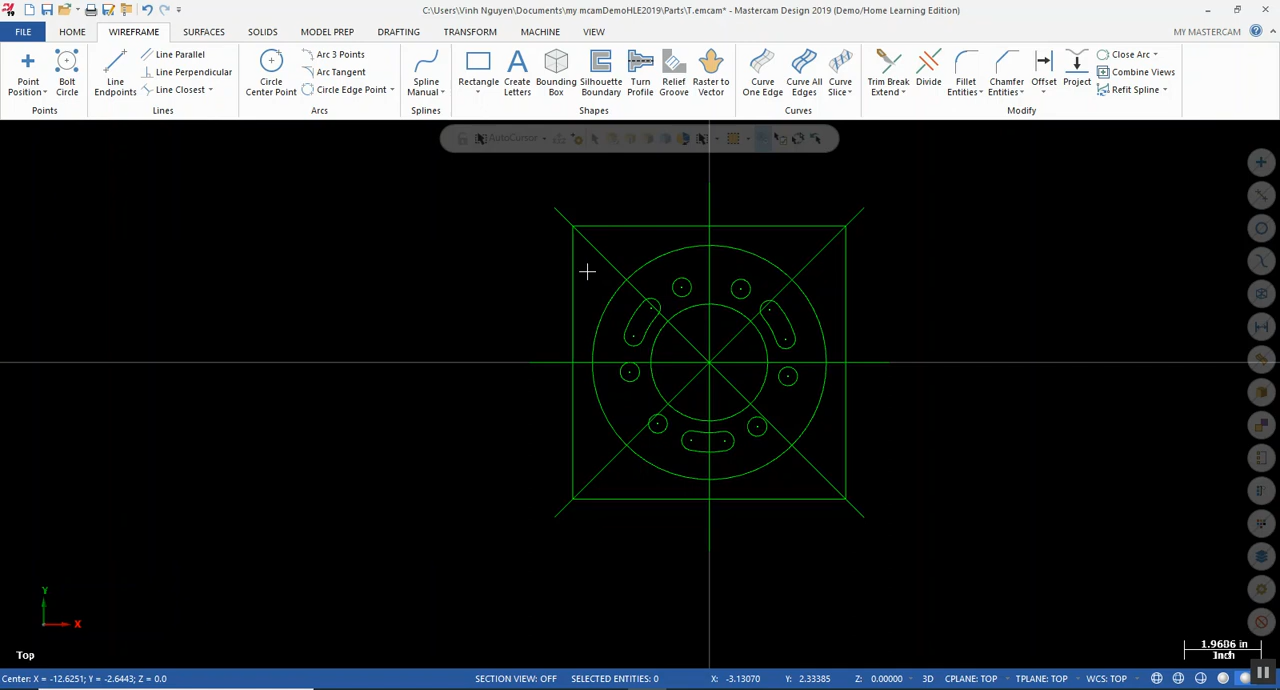 C:\Users\Vinh Nguyen\Documents\my mcamDemoHLE2019\Parts\T.emcam* - Mastercam Design 2019 (Demo/Home Learning Edition)
FILE HOME WIREFRAME SURFACES SOLIDS MODEL PREP DRAFTING TRANSFORM MACHINE VIEW MY MASTERCAM
Point Position
Bolt Circle
Points
Line Endpoints
Line Parallel
Line Perpendicular
Line Closest
Lines
Circle Center Point
Arc 3 Points
Arc Tangent
Circle Edge Point
Arcs
Spline Manual
Splines
Rectangle
Create Letters
Bounding Box
Silhouette Boundary
Turn Profile
Relief Groove
Raster to Vector
Shapes
Curve One Edge
Curve All Edges
Curve Slice
Curves
Trim Break Extend
Divide
Fillet Entities
Chamfer Entities
Offset
Project
Close Arc
Combine Views
Refit Spline
Modify
AutoCursor
Y
X
Top
1.9686 in
Inch
Center: X = -12.6251; Y = -2.6443; Z = 0.0 SECTION VIEW: OFF SELECTED ENTITIES: 0 X: -3.13070 Y: 2.33385 Z: 0.00000 3D CPLANE: TOP TPLANE: TOP WCS: TOP